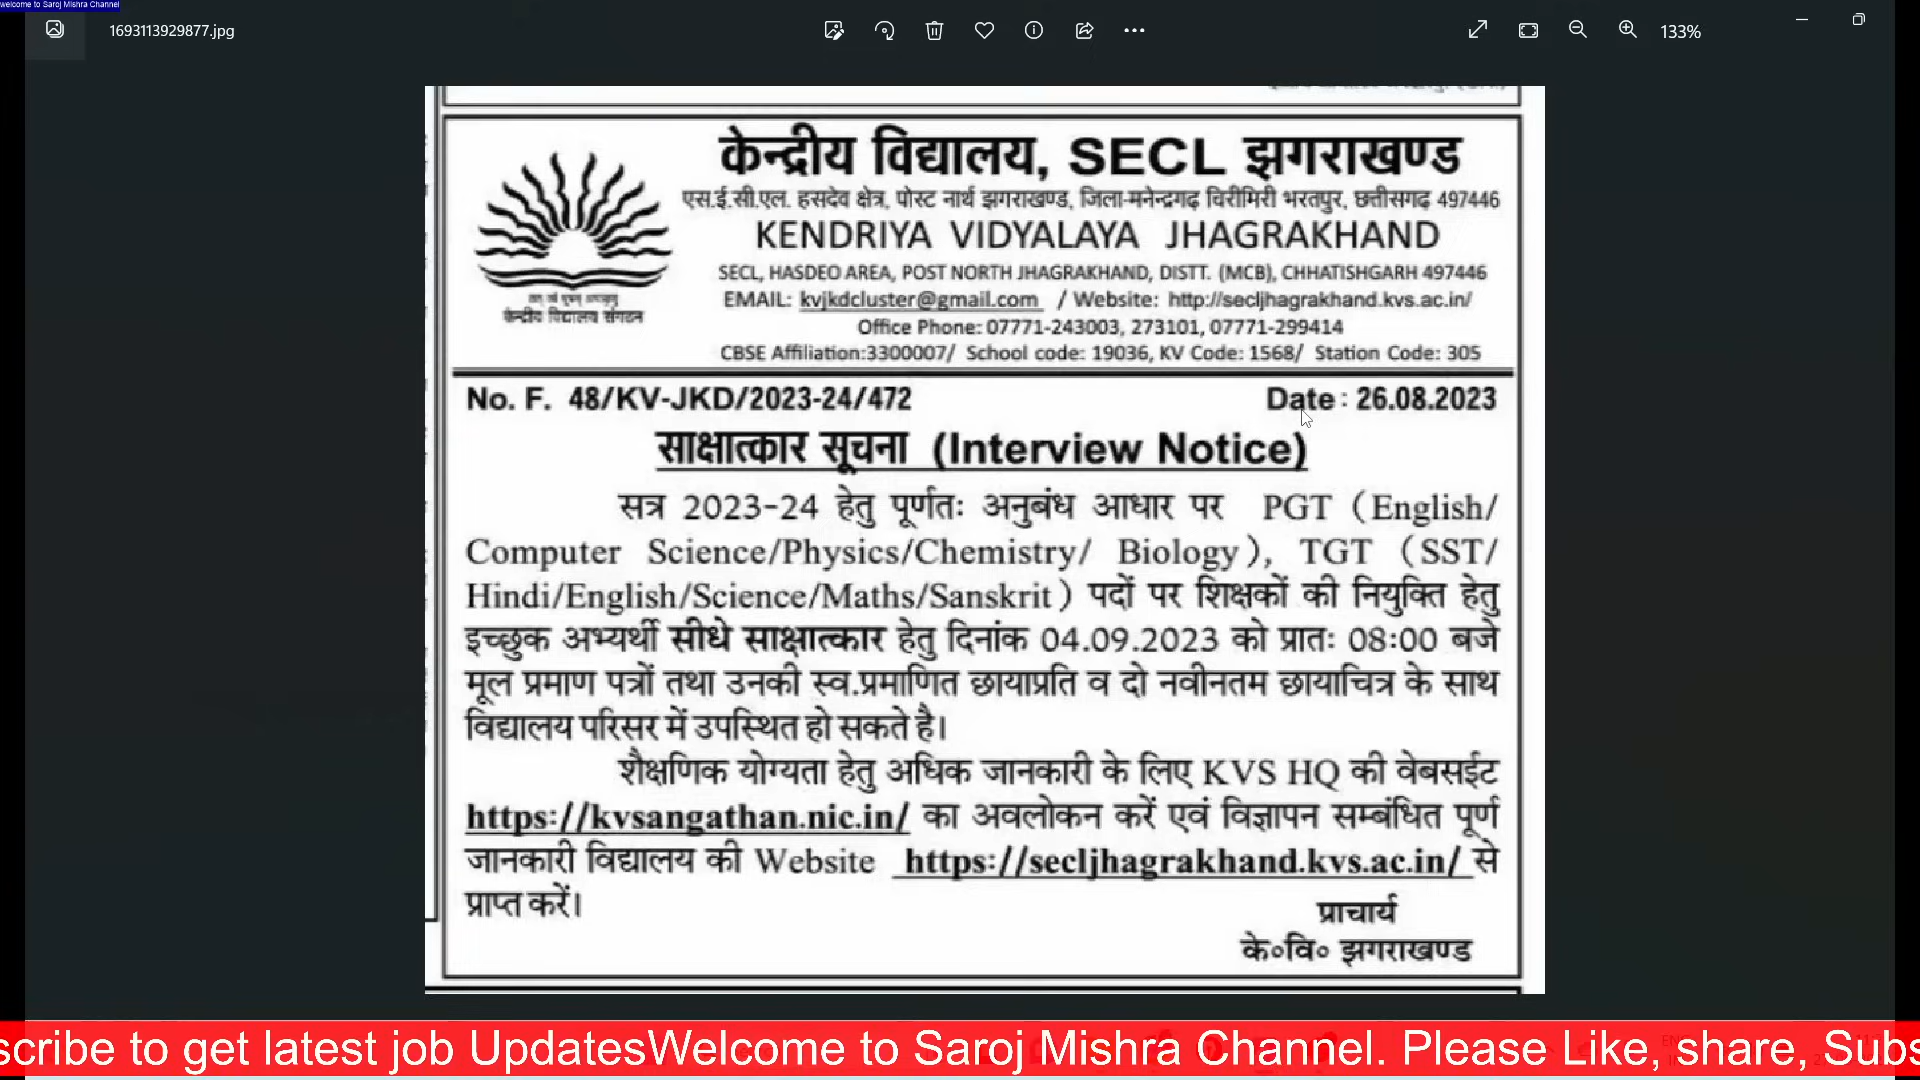 welcome to Saroj Mishra Channel
1693113929877.jpg
133%
केन्द्रीय विद्यालय, SECL झगराखण्ड
एस.ई.सी.एल. हसदेव क्षेत्र, पोस्ट नार्थ झगराखण्ड, जिला-मनेन्द्रगढ़ चिरीमिरी भरतपुर, छत्तीसगढ़ 497446
KENDRIYA VIDYALAYA JHAGRAKHAND
SECL, HASDEO AREA, POST NORTH JHAGRAKHAND, DISTT. (MCB), CHHATISHGARH 497446
EMAIL: kvjkdcluster@gmail.com / Website: http://secljhagrakhand.kvs.ac.in/
Office Phone: 07771-243003, 273101, 07771-299414
CBSE Affiliation:3300007/ School code: 19036, KV Code: 1568/ Station Code: 305
केन्द्रीय विद्यालय संगठन
No. F. 48/KV-JKD/2023-24/472 Date : 26.08.2023
साक्षात्कार सूचना (Interview Notice)
सत्र 2023-24 हेतु पूर्णतः अनुबंध आधार पर PGT (English/
Computer Science/Physics/Chemistry/ Biology), TGT (SST/
Hindi/English/Science/Maths/Sanskrit) पदों पर शिक्षकों की नियुक्ति हेतु
इच्छुक अभ्यर्थी सीधे साक्षात्कार हेतु दिनांक 04.09.2023 को प्रातः 08:00 बजे
मूल प्रमाण पत्रों तथा उनकी स्व.प्रमाणित छायाप्रति व दो नवीनतम छायाचित्र के साथ
विद्यालय परिसर में उपस्थित हो सकते है।
शैक्षणिक योग्यता हेतु अधिक जानकारी के लिए KVS HQ की वेबसईट
https://kvsangathan.nic.in/ का अवलोकन करें एवं विज्ञापन सम्बंधित पूर्ण
जानकारी विद्यालय की Website https://secljhagrakhand.kvs.ac.in/ से
प्राप्त करें।
प्राचार्य
के०वि० झगराखण्ड
scribe to get latest job UpdatesWelcome to Saroj Mishra Channel. Please Like, share, Subs